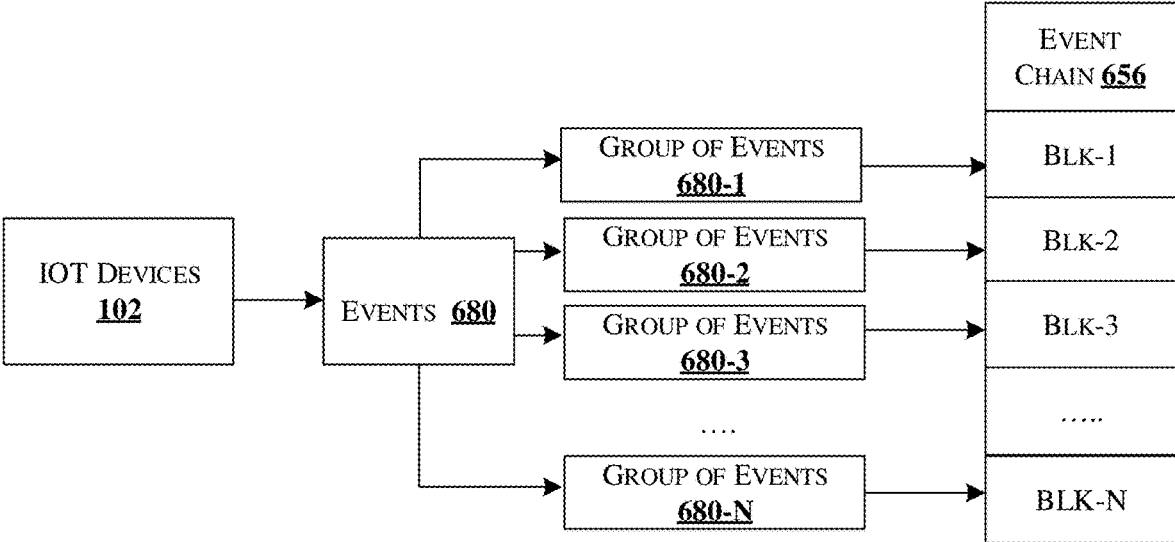 IOT DEVICES
102
EVENTS 680
GROUP OF EVENTS
680-1
GROUP OF EVENTS
680-2
GROUP OF EVENTS
680-3
....
GROUP OF EVENTS
680-N
EVENT
CHAIN 656
BLK-1
BLK-2
BLK-3
.....
BLK-N